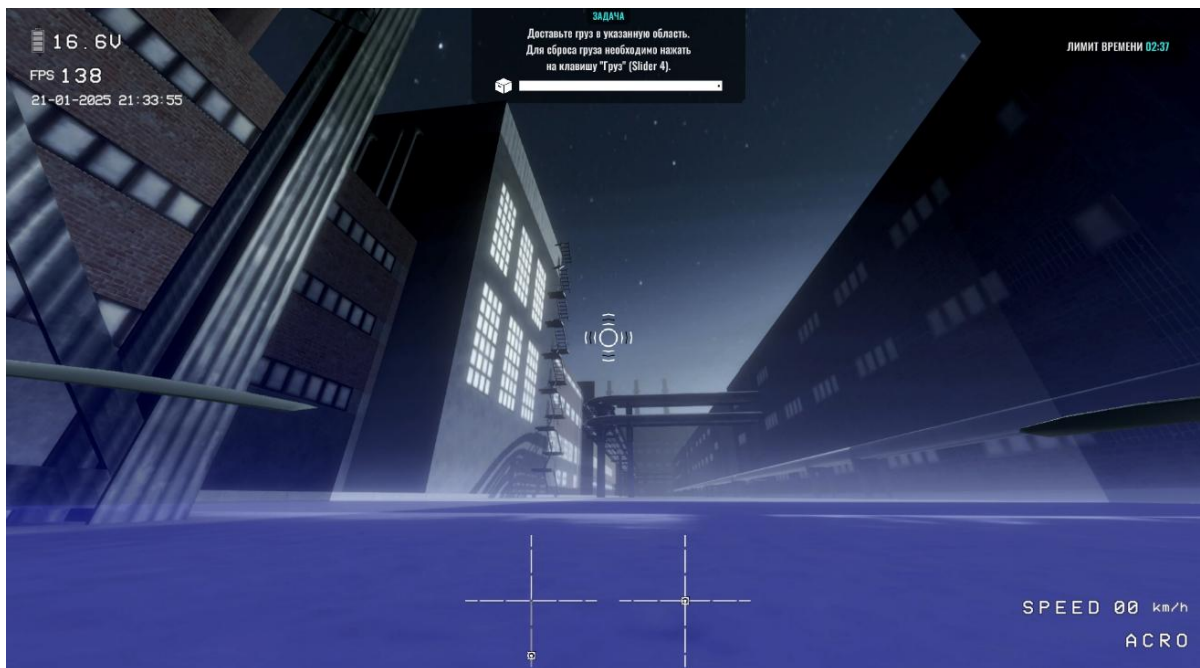 16.6V
FPS 138
21-01-2025 21:33:55
ЗАДАЧА
Доставьте груз в указанную область.
Для сброса груза необходимо нажать
на клавишу "Груз" (Slider 4).
ЛИМИТ ВРЕМЕНИ 02:37
SPEED 00 km/h
ACRO